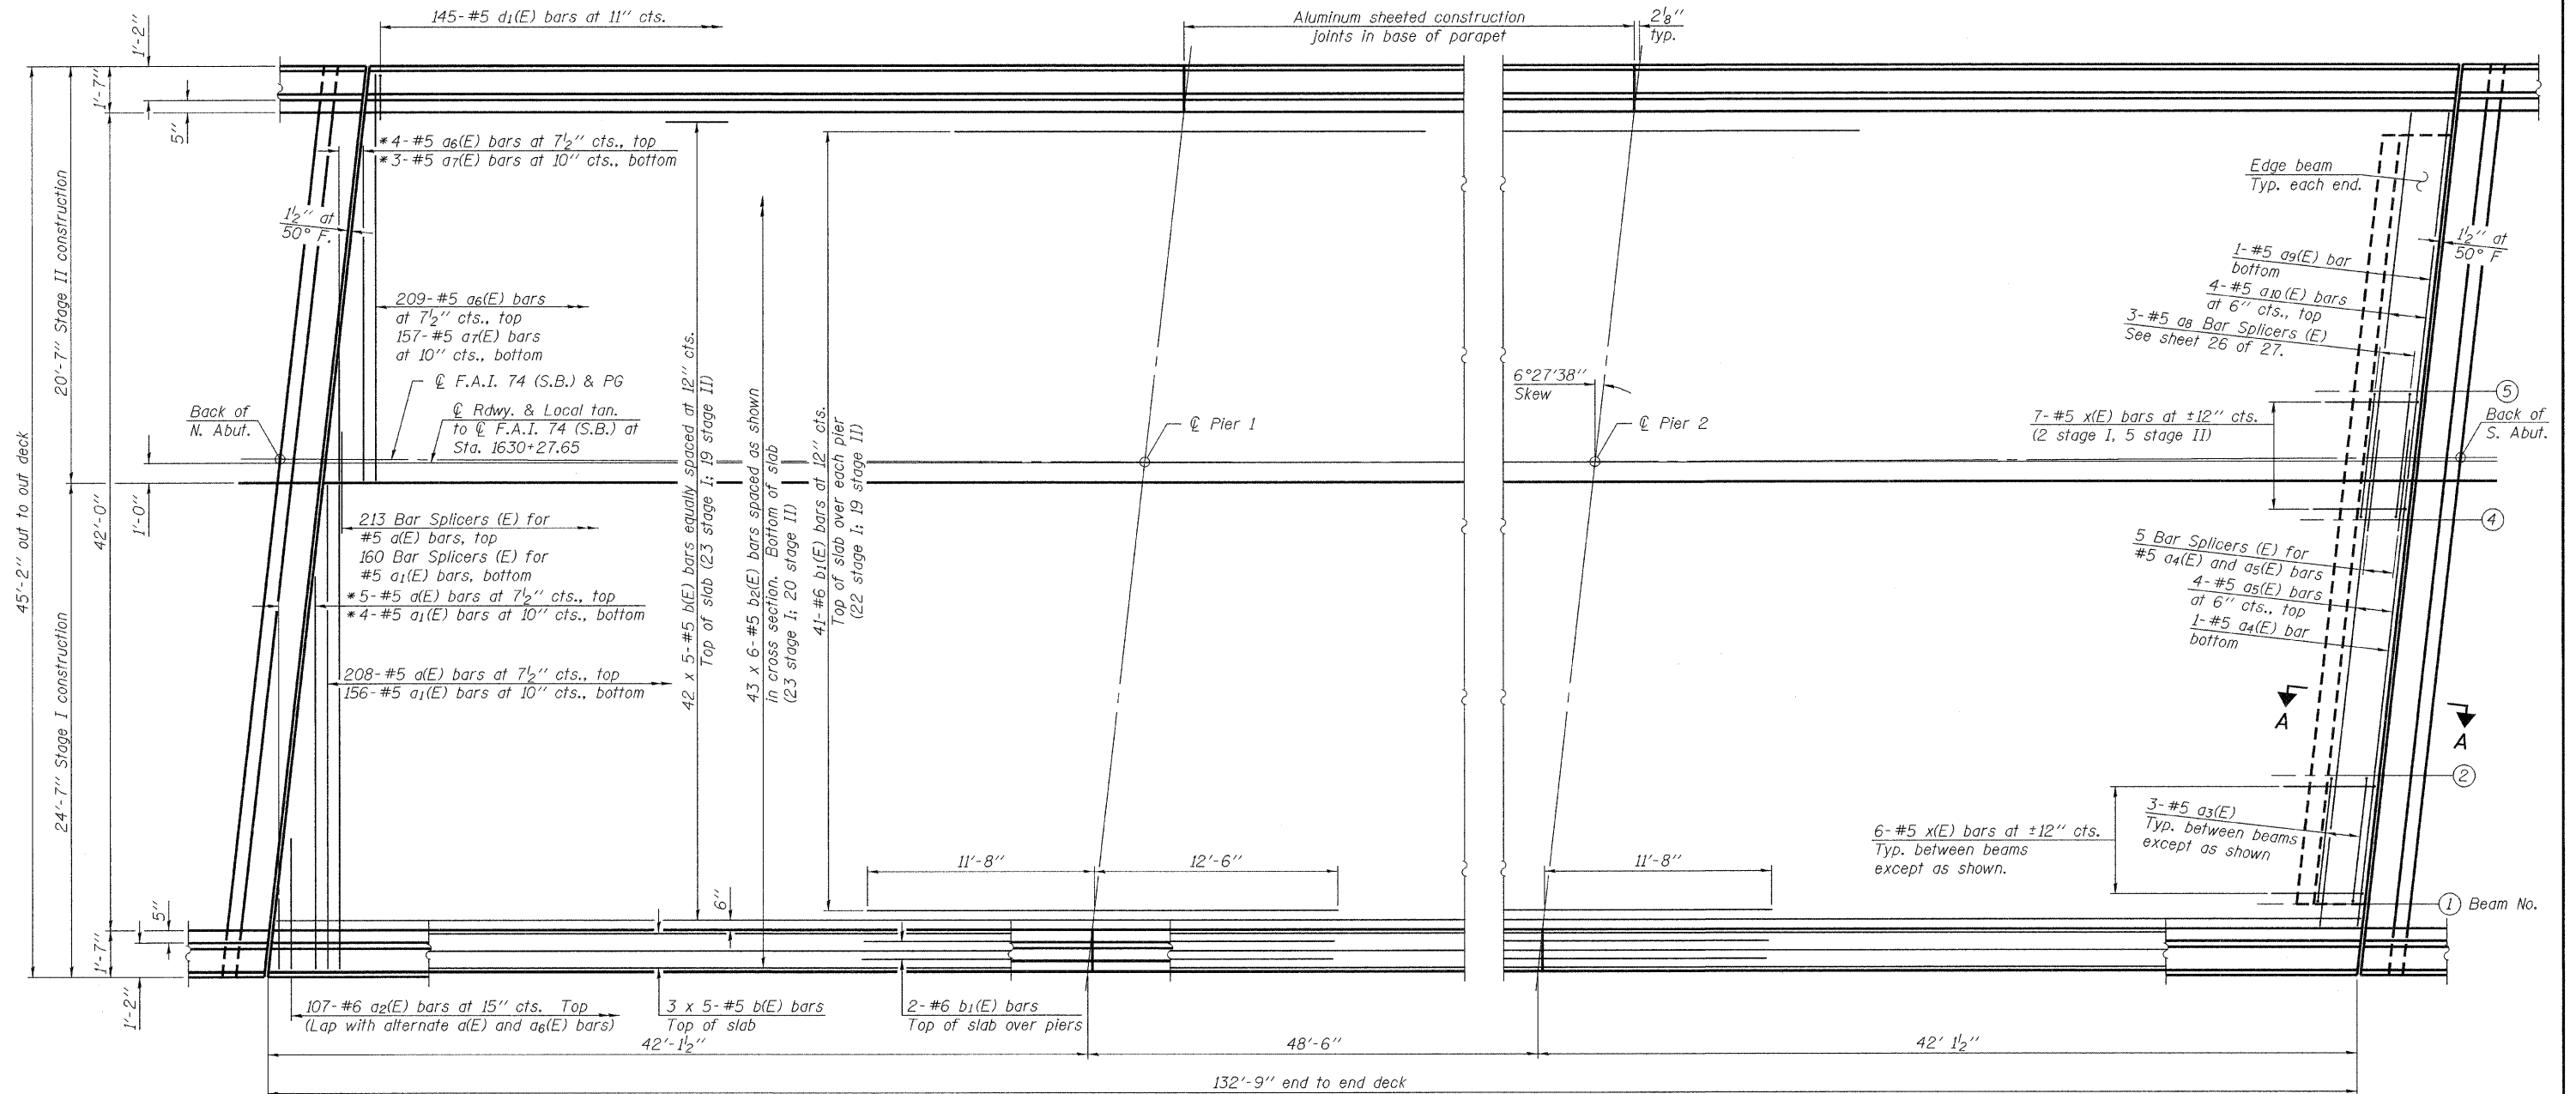 145-#5 d1(E) bars at 11" cts.
Aluminum sheeted construction
joints in base of parapet
2 1/8"
typ.
1'-2"
1'-7"
5"
*4-#5 a6(E) bars at 7 1/2" cts., top
*3-#5 a7(E) bars at 10" cts., bottom
Edge beam
Typ. each end.
1 1/2" at
50° F.
1 1/2" at
50° F
1-#5 a9(E) bar
bottom
4-#5 a10(E) bars
at 6" cts., top
3-#5 a8 Bar Splicers (E)
See sheet 26 of 27.
209-#5 a6(E) bars
at 7 1/2" cts., top
157-#5 a7(E) bars
at 10" cts., bottom
℄ F.A.I. 74 (S.B.) & PG
℄ Rdwy. & Local tan.
to ℄ F.A.I. 74 (S.B.) at
Sta. 1630+27.65
Back of
N. Abut.
6°27'38"
Skew
℄ Pier 1
℄ Pier 2
7-#5 x(E) bars at ±12" cts.
(2 stage I, 5 stage II)
5
Back of
S. Abut.
4
45'-2" out to out deck
20'-7" Stage II construction
24'-7" Stage I construction
42'-0"
1'-0"
42 x 5-#5 b(E) bars equally spaced at 12" cts.
Top of slab (23 stage I; 19 stage II)
43 x 6-#5 b2(E) bars spaced as shown
in cross section. Bottom of slab
(23 stage I; 20 stage II)
41-#6 b1(E) bars at 12" cts.
Top of slab over each pier
(22 stage I; 19 stage II)
213 Bar Splicers (E) for
#5 a(E) bars, top
160 Bar Splicers (E) for
#5 a1(E) bars, bottom
*5-#5 a(E) bars at 7 1/2" cts., top
*4-#5 a1(E) bars at 10" cts., bottom
208-#5 a(E) bars at 7 1/2" cts., top
156-#5 a1(E) bars at 10" cts., bottom
5 Bar Splicers (E) for
#5 a4(E) and a5(E) bars
4-#5 a5(E) bars
at 6" cts., top
1-#5 a4(E) bar
bottom
A
A
2
3-#5 a3(E)
Typ. between beams
except as shown
6-#5 x(E) bars at ±12" cts.
Typ. between beams
except as shown.
1 Beam No.
11'-8"
12'-6"
11'-8"
6"
5"
1'-7"
1'-2"
107-#6 a2(E) bars at 15" cts. Top
(Lap with alternate a(E) and a6(E) bars)
3 x 5-#5 b(E) bars
Top of slab
2-#6 b1(E) bars
Top of slab over piers
42'-1 1/2"
48'-6"
42' 1 1/2"
132'-9" end to end deck